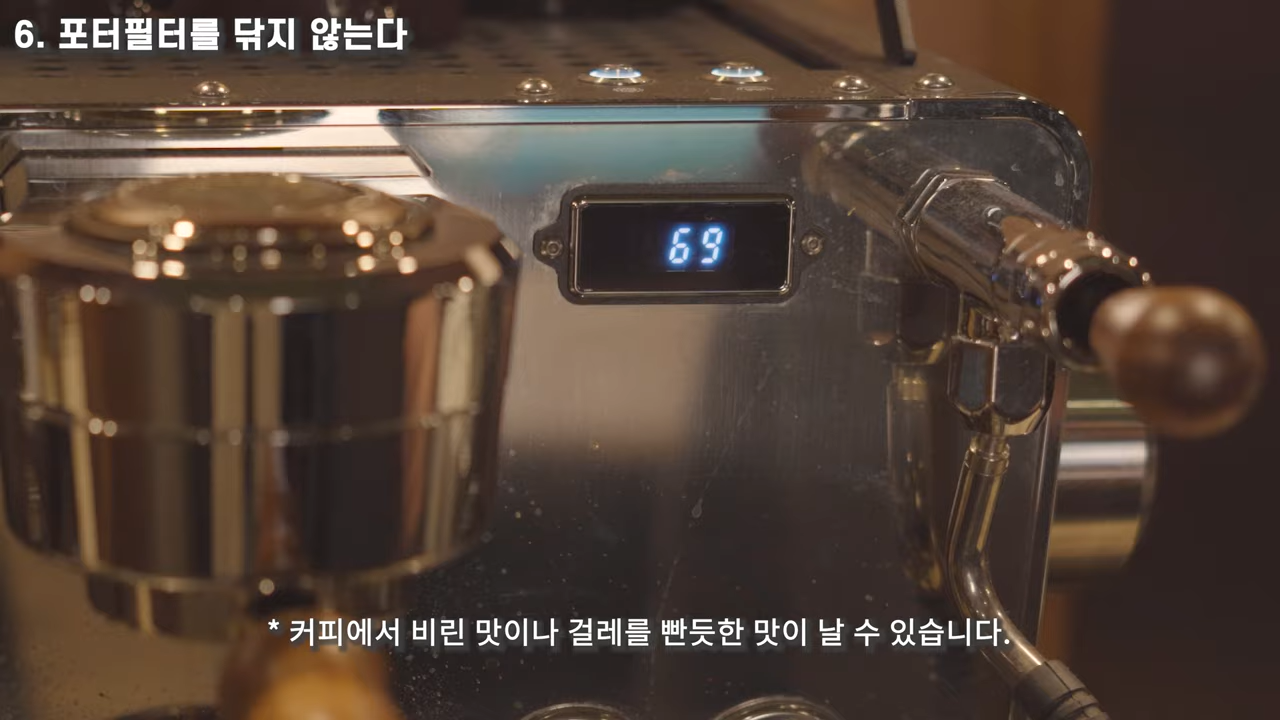 6. 포터필터를 닦지 않는다
69
* 커피에서 비린 맛이나 걸레를 빤듯한 맛이 날 수 있습니다.